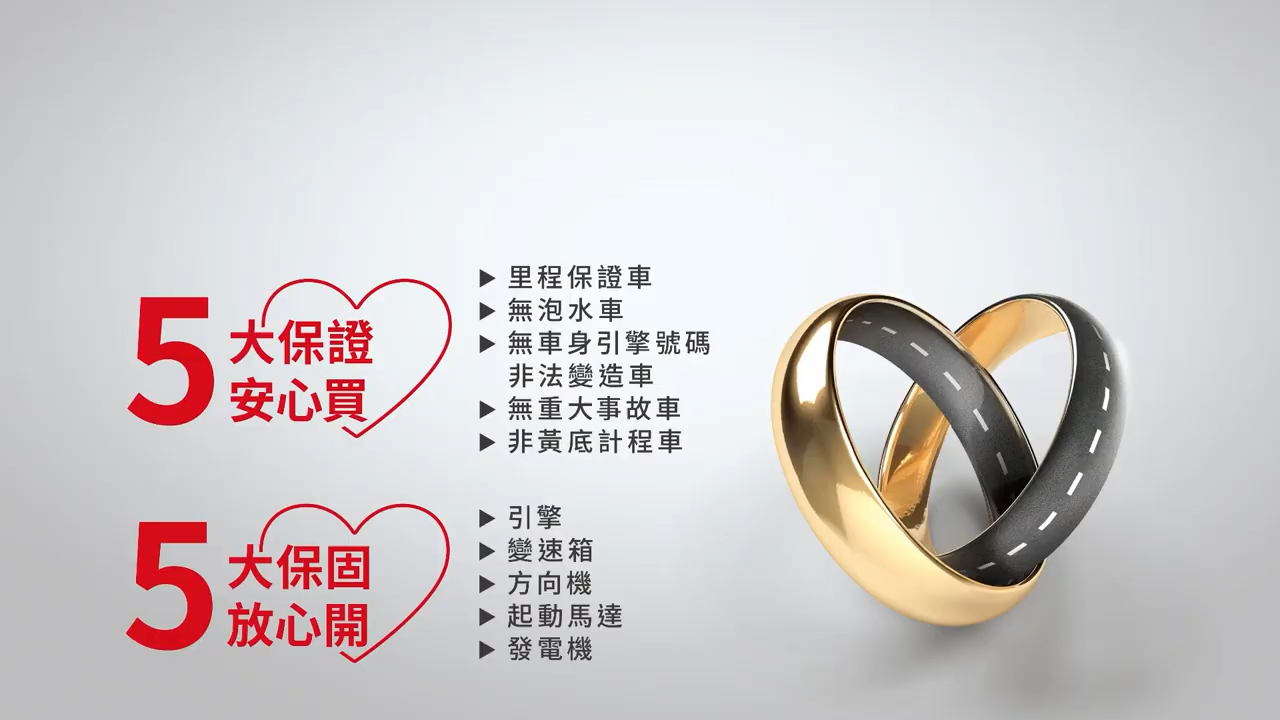 5
大保證
安心買
▶ 里程保證車
▶ 無泡水車
▶ 無車身引擎號碼
非法變造車
▶ 無重大事故車
▶ 非黃底計程車
5
大保固
放心開
▶ 引擎
▶ 變速箱
▶ 方向機
▶ 起動馬達
▶ 發電機